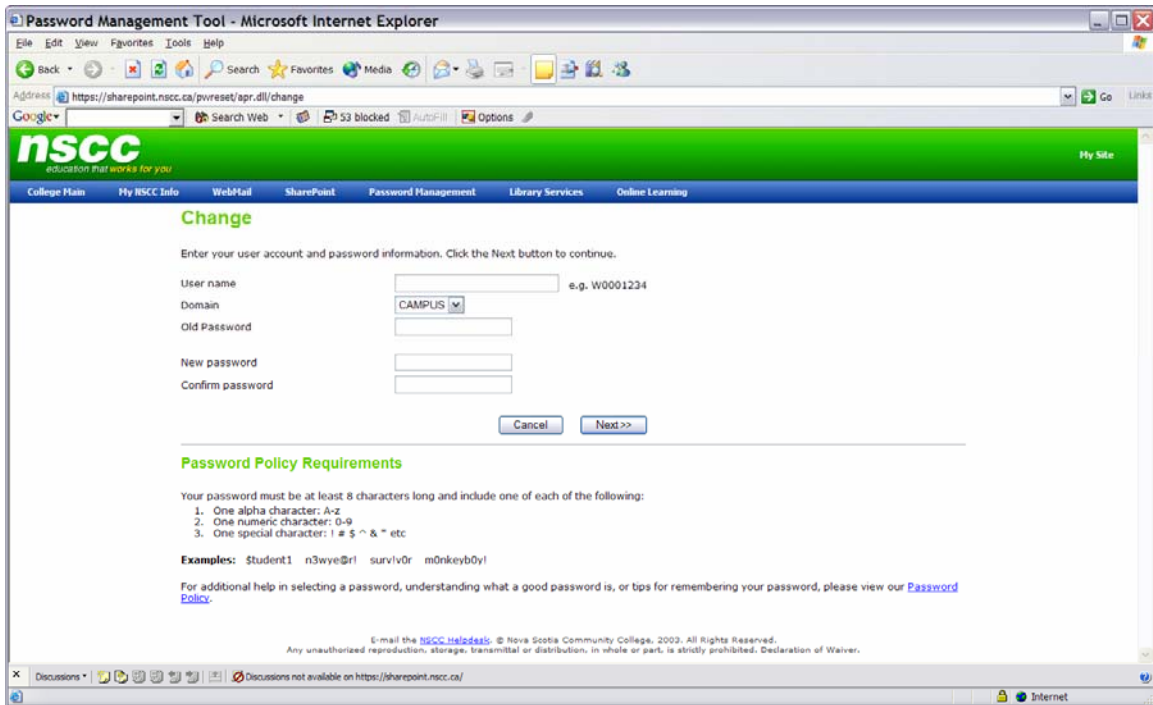 Password Management Tool - Microsoft Internet Explorer
File Edit View Favorites Tools Help
Back Search Favorites Media
Address https://sharepoint.nscc.ca/pwreset/apr.dll/change Go Links
Google Search Web 53 blocked AutoFill Options
nscc
education that works for you
My Site
College Main My NSCC Info WebMail SharePoint Password Management Library Services Online Learning
Change
Enter your user account and password information. Click the Next button to continue.
User name e.g. W0001234
Domain CAMPUS
Old Password
New password
Confirm password
Cancel Next>>
Password Policy Requirements
Your password must be at least 8 characters long and include one of each of the following:
1. One alpha character: A-z
2. One numeric character: 0-9
3. One special character: ! # $ ^ & " etc
Examples: $tudent1 n3wye@r! surv!v0r m0nkeyb0y!
For additional help in selecting a password, understanding what a good password is, or tips for remembering your password, please view our Password
Policy.
E-mail the NSCC Helpdesk. © Nova Scotia Community College, 2003. All Rights Reserved.
Any unauthorized reproduction, storage, transmittal or distribution, in whole or part, is strictly prohibited. Declaration of Waiver.
Discussions Discussions not available on https://sharepoint.nscc.ca/
Internet